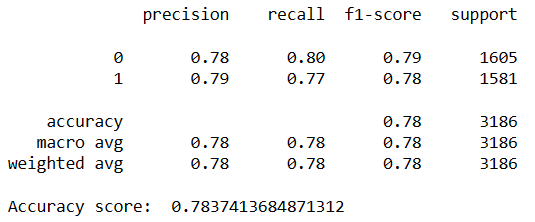 precision recall f1-score support
0 0.78 0.80 0.79 1605
1 0.79 0.77 0.78 1581
accuracy 0.78 3186
macro avg 0.78 0.78 0.78 3186
weighted avg 0.78 0.78 0.78 3186
Accuracy score: 0.7837413684871312